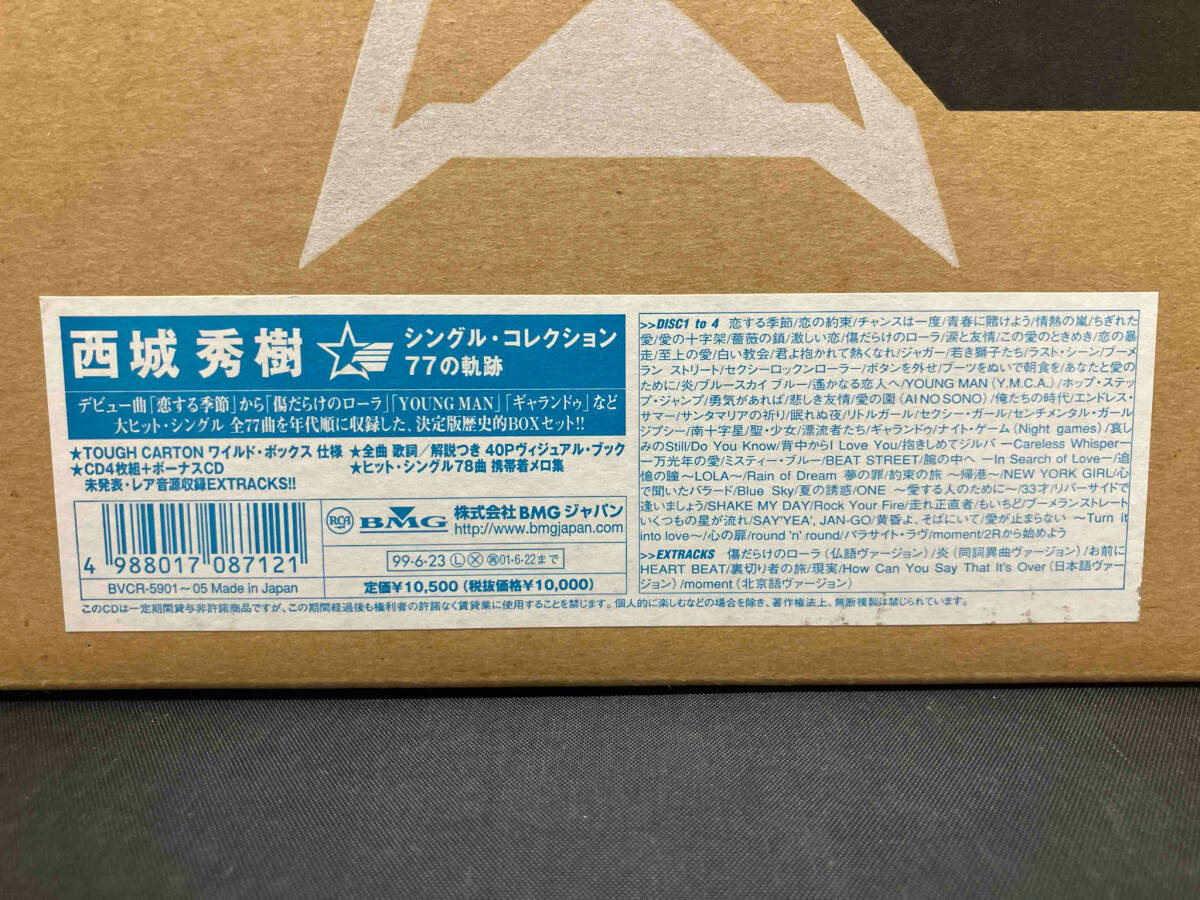 西城秀樹
シングル・コレクション
77の軌跡
デビュー曲「恋する季節」から「傷だらけのローラ」「YOUNG MAN」「ギャランドゥ」など
大ヒット・シングル 全77曲を年代順に収録した、決定版歴史的BOXセット!!
★TOUGH CARTON ワイルド・ボックス 仕様
★CD4枚組＋ボーナスCD
未発表・レア音源収録EXTRACKS!!
★全曲 歌詞／解説つき 40Pヴィジュアル・ブック
★ヒット・シングル78曲 携帯着メロ集
4 988017 087121
BVCR-5901～05 Made in Japan
RCA
BMG
株式会社BMGジャパン
http://www.bmgjapan.com
99・6・23 Ⓛ ⓧ ㊐01・6・22まで
定価¥10,500（税抜価格¥10,000）
>>DISC1 to 4 恋する季節/恋の約束/チャンスは一度/青春に賭けよう/情熱の嵐/ちぎれた
愛/愛の十字架/薔薇の鎖/激しい恋/傷だらけのローラ/涙と友情/この愛のときめき/恋の暴
走/至上の愛/白い教会/君よ抱かれて熱くなれ/ジャガー/若き獅子たち/ラスト・シーン/ブーメ
ラン ストリート/セクシーロックンローラー/ボタンを外せ/ブーツをぬいで朝食を/あなたと愛の
ために/炎/ブルースカイ ブルー/遙かなる恋人へ/YOUNG MAN (Y.M.C.A.)/ホップ・ステッ
プ・ジャンプ/勇気があれば/悲しき友情/愛の園(AI NO SONO)/俺たちの時代/エンドレス・
サマー/サンタマリアの祈り/眠れぬ夜/リトルガール/セクシー・ガール/センチメンタル・ガール
ジプシー/南十字星/聖・少女/漂流者たち/ギャランドゥ/ナイト・ゲーム(Night games)/哀し
みのStill/Do You Know/背中からI Love You/抱きしめてジルバ ―Careless Whisper―
/一万光年の愛/ミスティー・ブルー/BEAT STREET/腕の中へ ―In Search of Love―/追
憶の瞳～LOLA～/Rain of Dream 夢の罪/約束の旅 ～帰港～/NEW YORK GIRL/心
で聞いたバラード/Blue Sky/夏の誘惑/ONE ～愛する人のために～/33才/リバーサイドで
逢いましょう/SHAKE MY DAY/Rock Your Fire/走れ正直者/もいちど/ブーメランストレート
/いくつもの星が流れ/SAY'YEA', JAN-GO/黄昏よ、そばにいて/愛が止まらない ～Turn it
into love～/心の扉/round 'n' round/パラサイト・ラヴ/moment/2Rから始めよう
>>EXTRACKS 傷だらけのローラ(仏語ヴァージョン)/炎(同詞異曲ヴァージョン)/お前に
HEART BEAT/裏切り者の旅/現実/How Can You Say That It's Over(日本語ヴァー
ジョン)/moment(北京語ヴァージョン)
このCDは一定期間貸与非許諾商品ですが、この期間経過後も権利者の許諾なく賃貸業に使用することを禁じます。個人的に楽しむなどの場合を除き、著作権法上、無断複製は禁じられています。